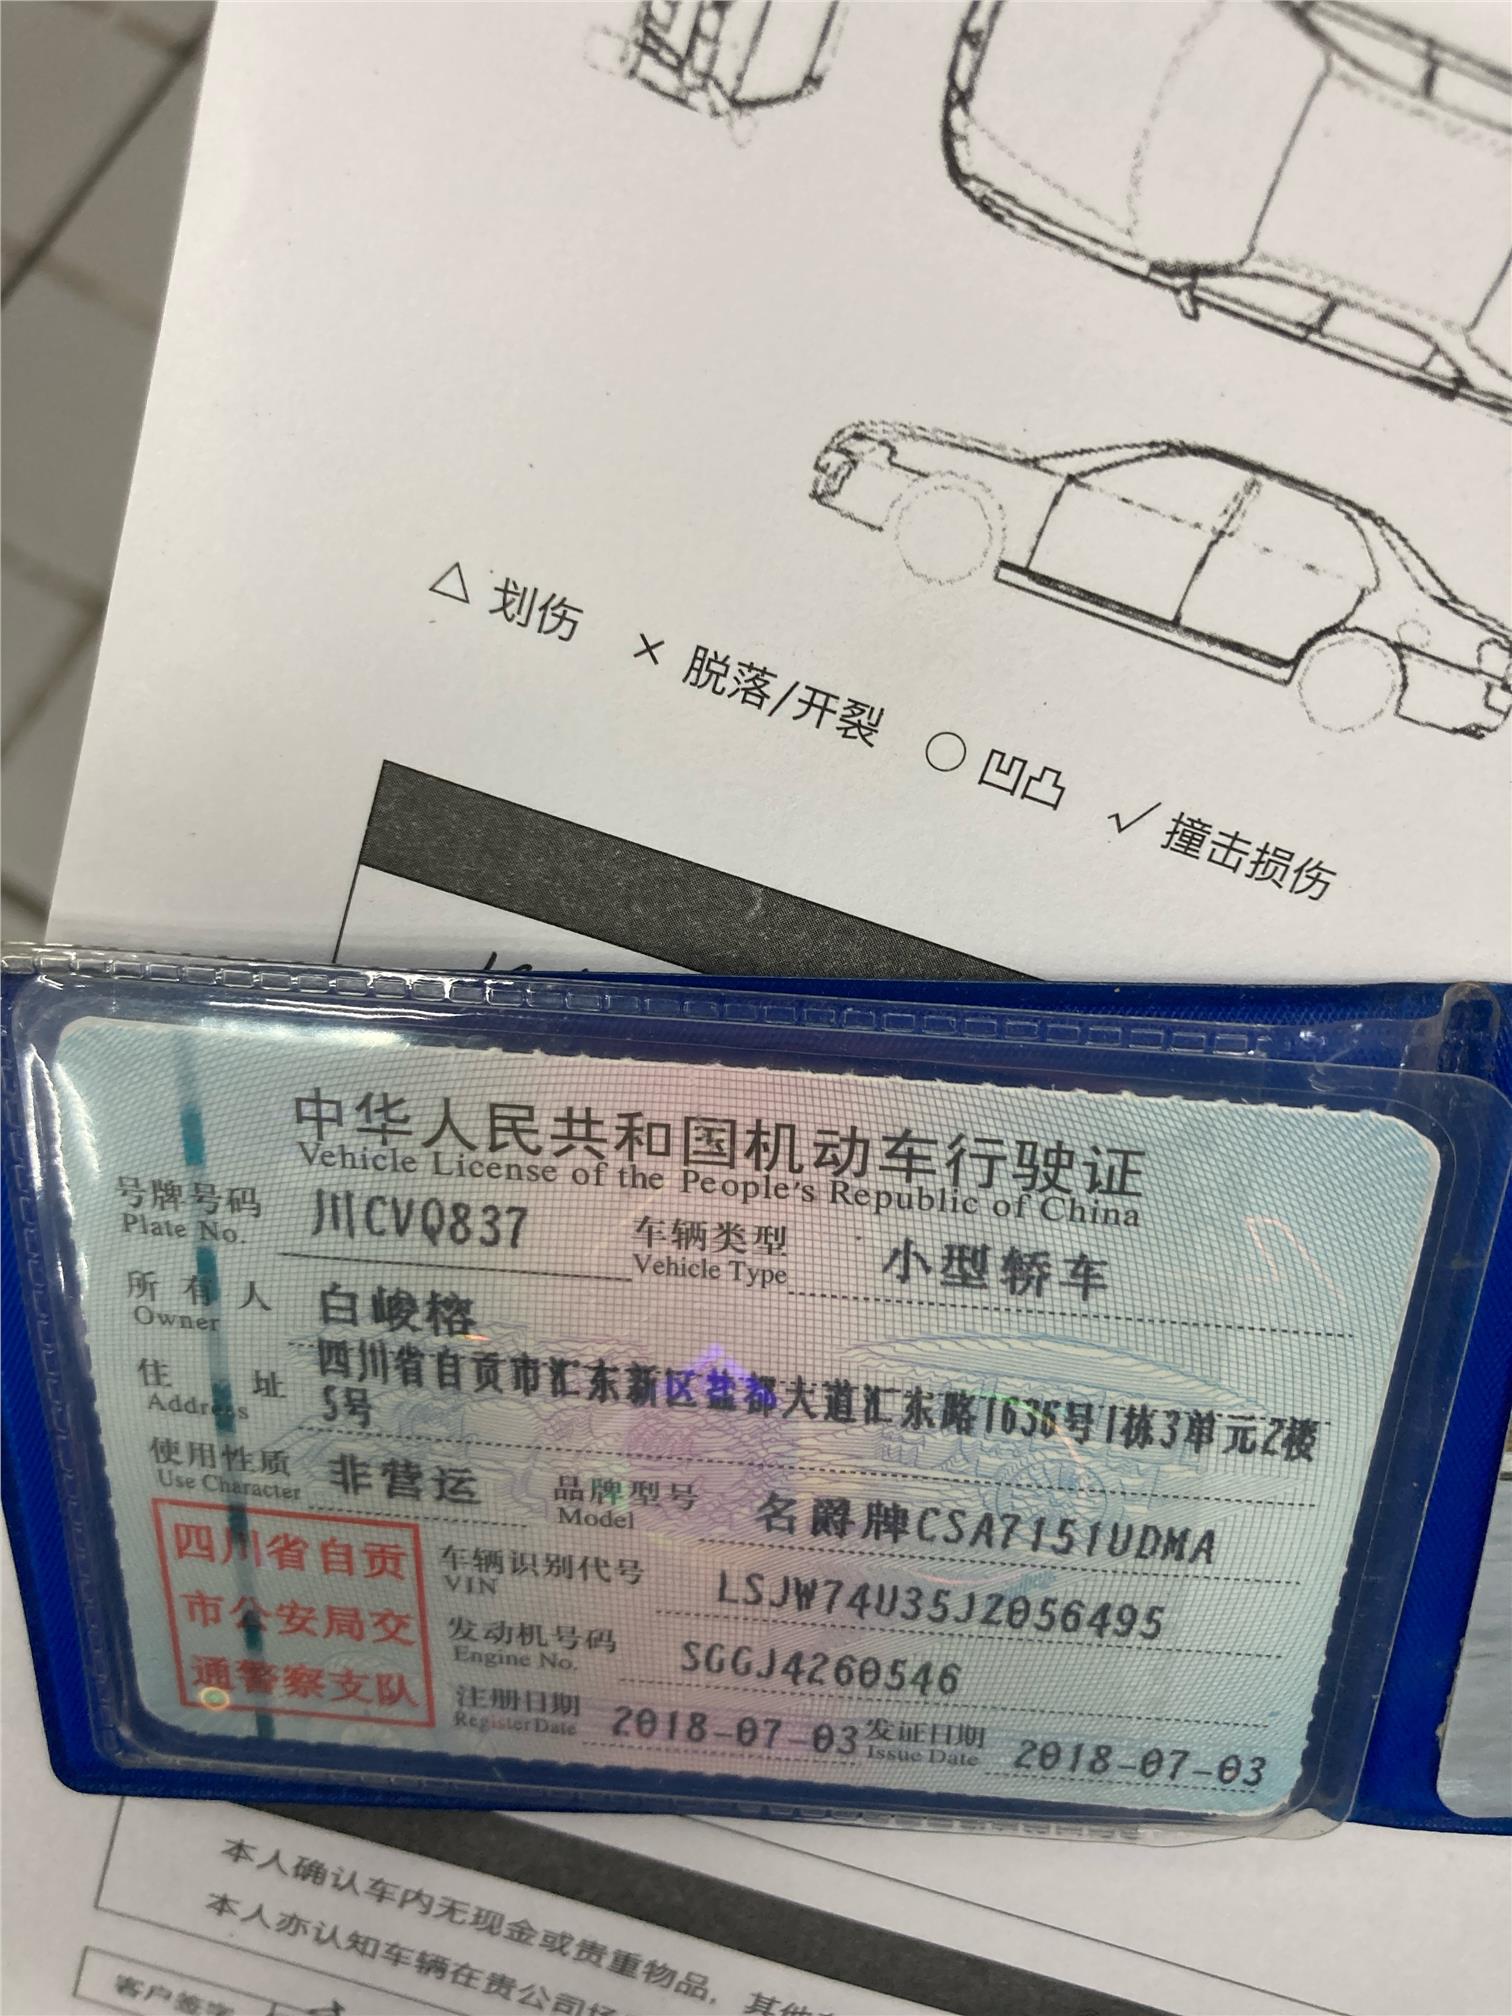 △ 划伤 × 脱落/开裂 ○ 凹凸 √ 撞击损伤
中华人民共和国机动车行驶证
Vehicle License of the People's Republic of China
号牌号码 川CVQ837 车辆类型 小型轿车
Plate No. Vehicle Type
所有人 白峻榕
Owner
住址 四川省自贡市汇东新区盐都大道汇东路1636号1栋3单元2楼
Address 5号
使用性质 非营运 品牌型号 名爵牌CSA7151UDMA
Use Character Model
四川省自贡
市公安局交
通警察支队
车辆识别代号 LSJW74U35JZ056495
VIN
发动机号码 SGGJ4260546
Engine No.
注册日期 2018-07-03 发证日期 2018-07-03
Register Date Issue Date
本人确认车内无现金或贵重物品，其他
本人亦认知车辆在贵公司场
客户签字